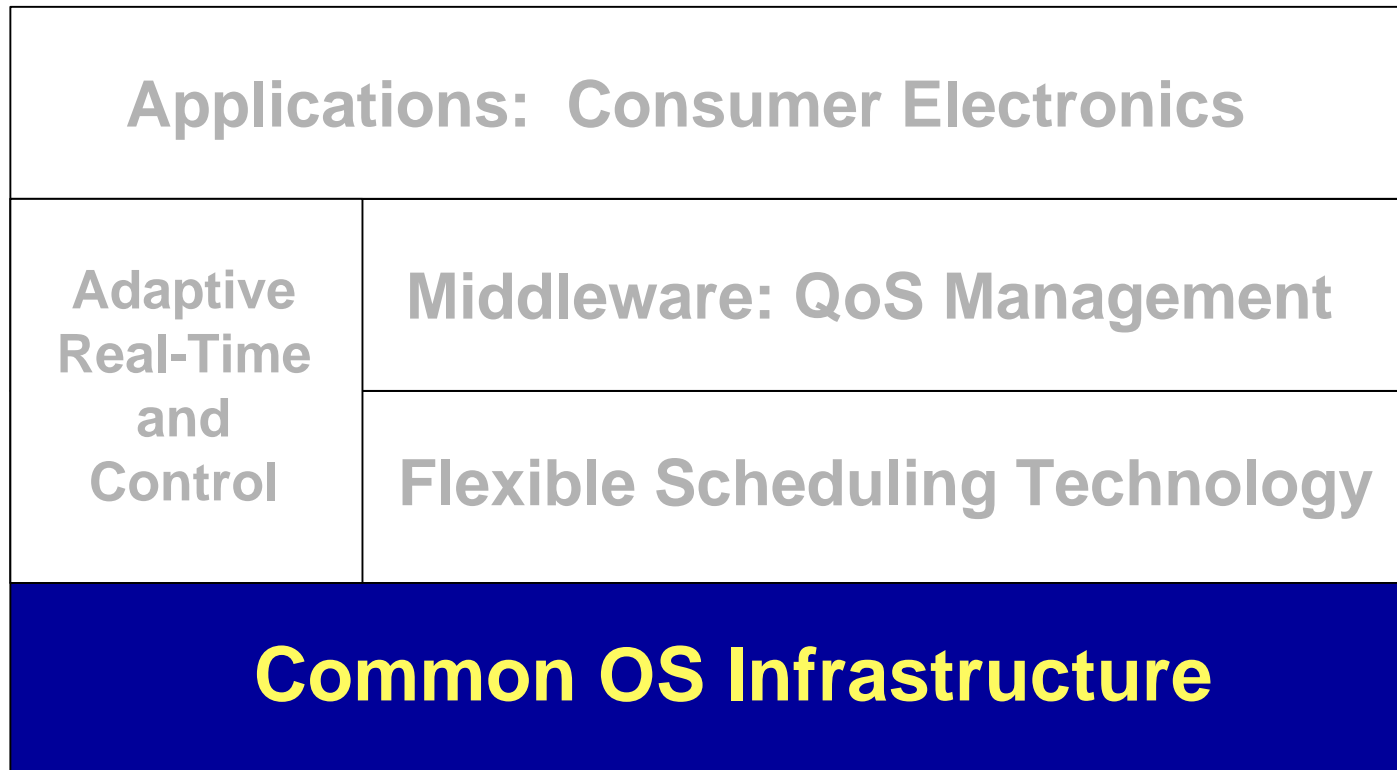 Applications: Consumer Electronics
Adaptive
Real-Time
and
Control
Middleware: QoS Management
Flexible Scheduling Technology
Common OS Infrastructure